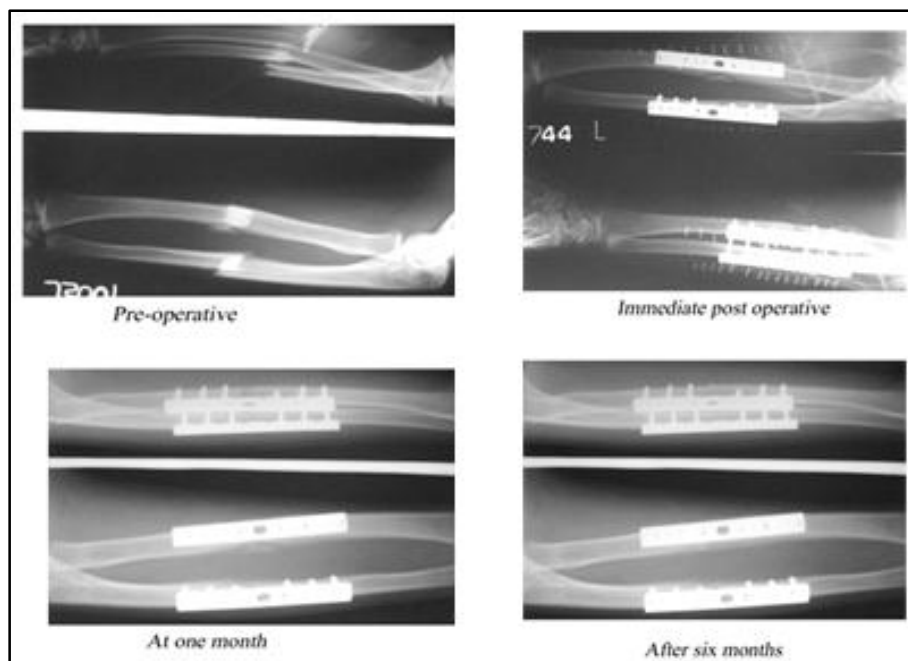 Pre-operative
744 L
Immediate post operative
At one month
After six months